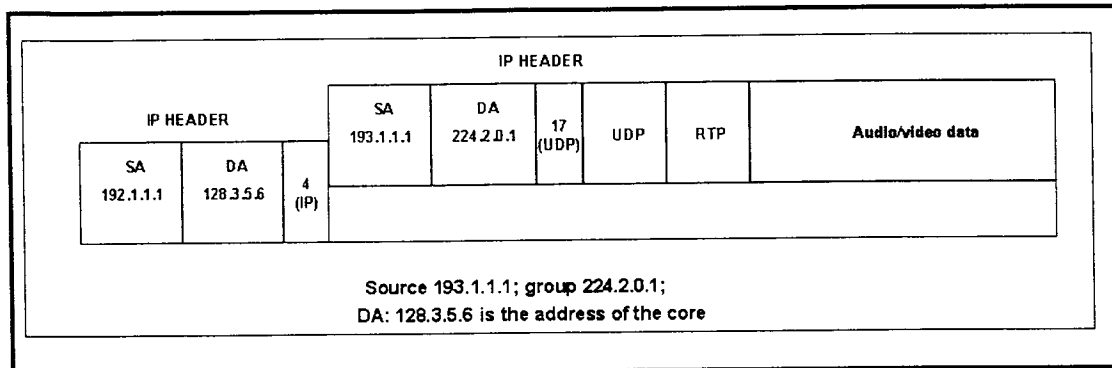 IP HEADER
SA
193.1.1.1
DA
224.2.0.1
17
(UDP)
UDP
RTP
Audio/video data
IP HEADER
SA
192.1.1.1
DA
128.3.5.6
4
(IP)
Source 193.1.1.1; group 224.2.0.1;
DA: 128.3.5.6 is the address of the core